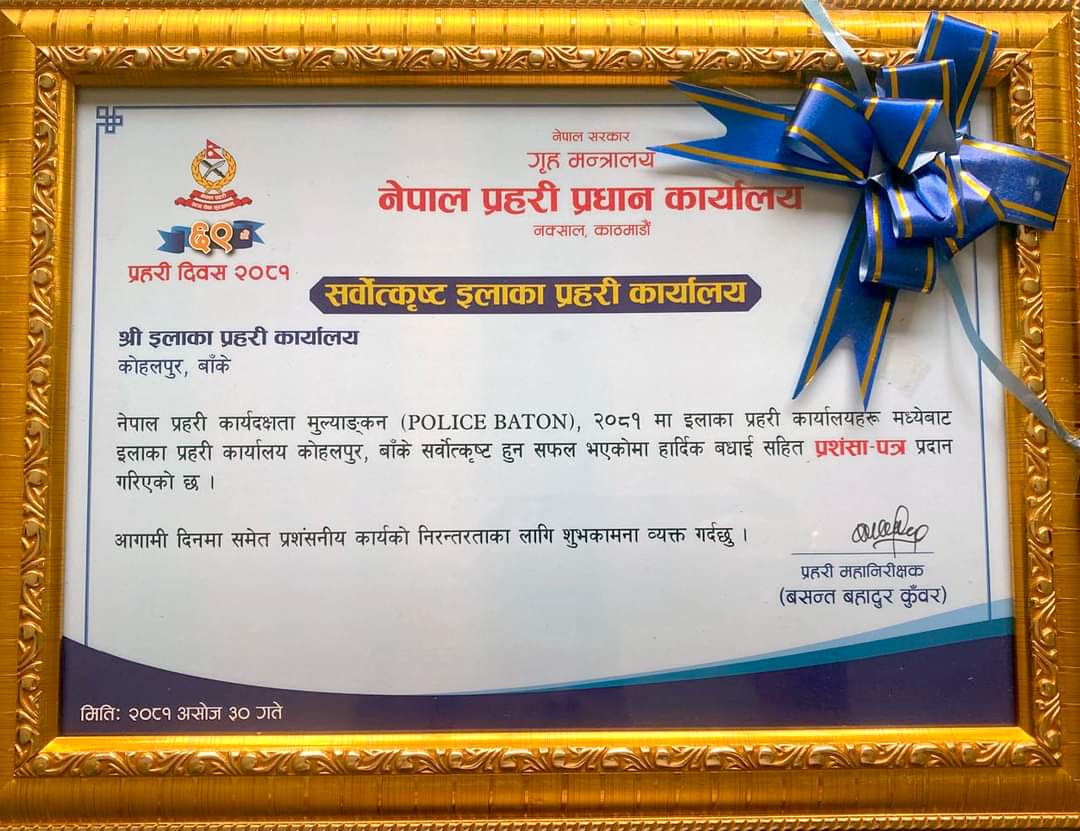 नेपाल सरकार
गृह मन्त्रालय
नेपाल प्रहरी प्रधान कार्यालय
नक्साल, काठमाडौं
नेपाल प्रहरी
६९
प्रहरी दिवस २०८१
सर्वोत्कृष्ट इलाका प्रहरी कार्यालय
श्री इलाका प्रहरी कार्यालय
कोहलपुर, बाँके
नेपाल प्रहरी कार्यदक्षता मुल्याङ्कन (POLICE BATON), २०८१ मा इलाका प्रहरी कार्यालयहरू मध्येबाट
इलाका प्रहरी कार्यालय कोहलपुर, बाँके सर्वोत्कृष्ट हुन सफल भएकोमा हार्दिक बधाई सहित प्रशंसा-पत्र प्रदान
गरिएको छ ।
आगामी दिनमा समेत प्रशंसनीय कार्यको निरन्तरताका लागि शुभकामना व्यक्त गर्दछु ।
प्रहरी महानिरीक्षक
(बसन्त बहादुर कुँवर)
मिति: २०८१ असोज ३० गते